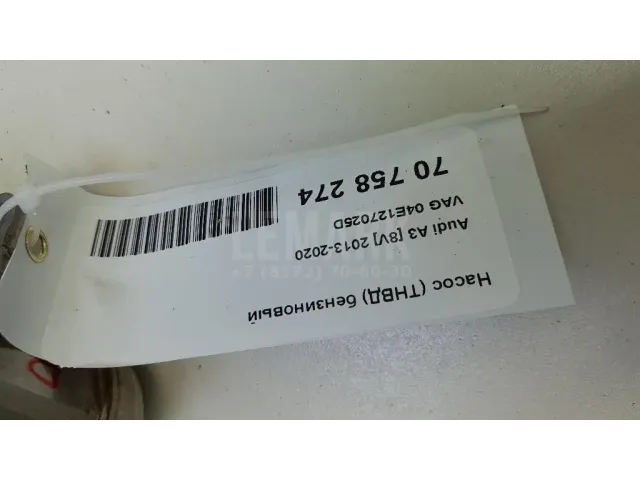 Насос (ТНВД) бензиновый
Audi A3 [8V] 2013-2020
VAG 04E127025D
70 758 274